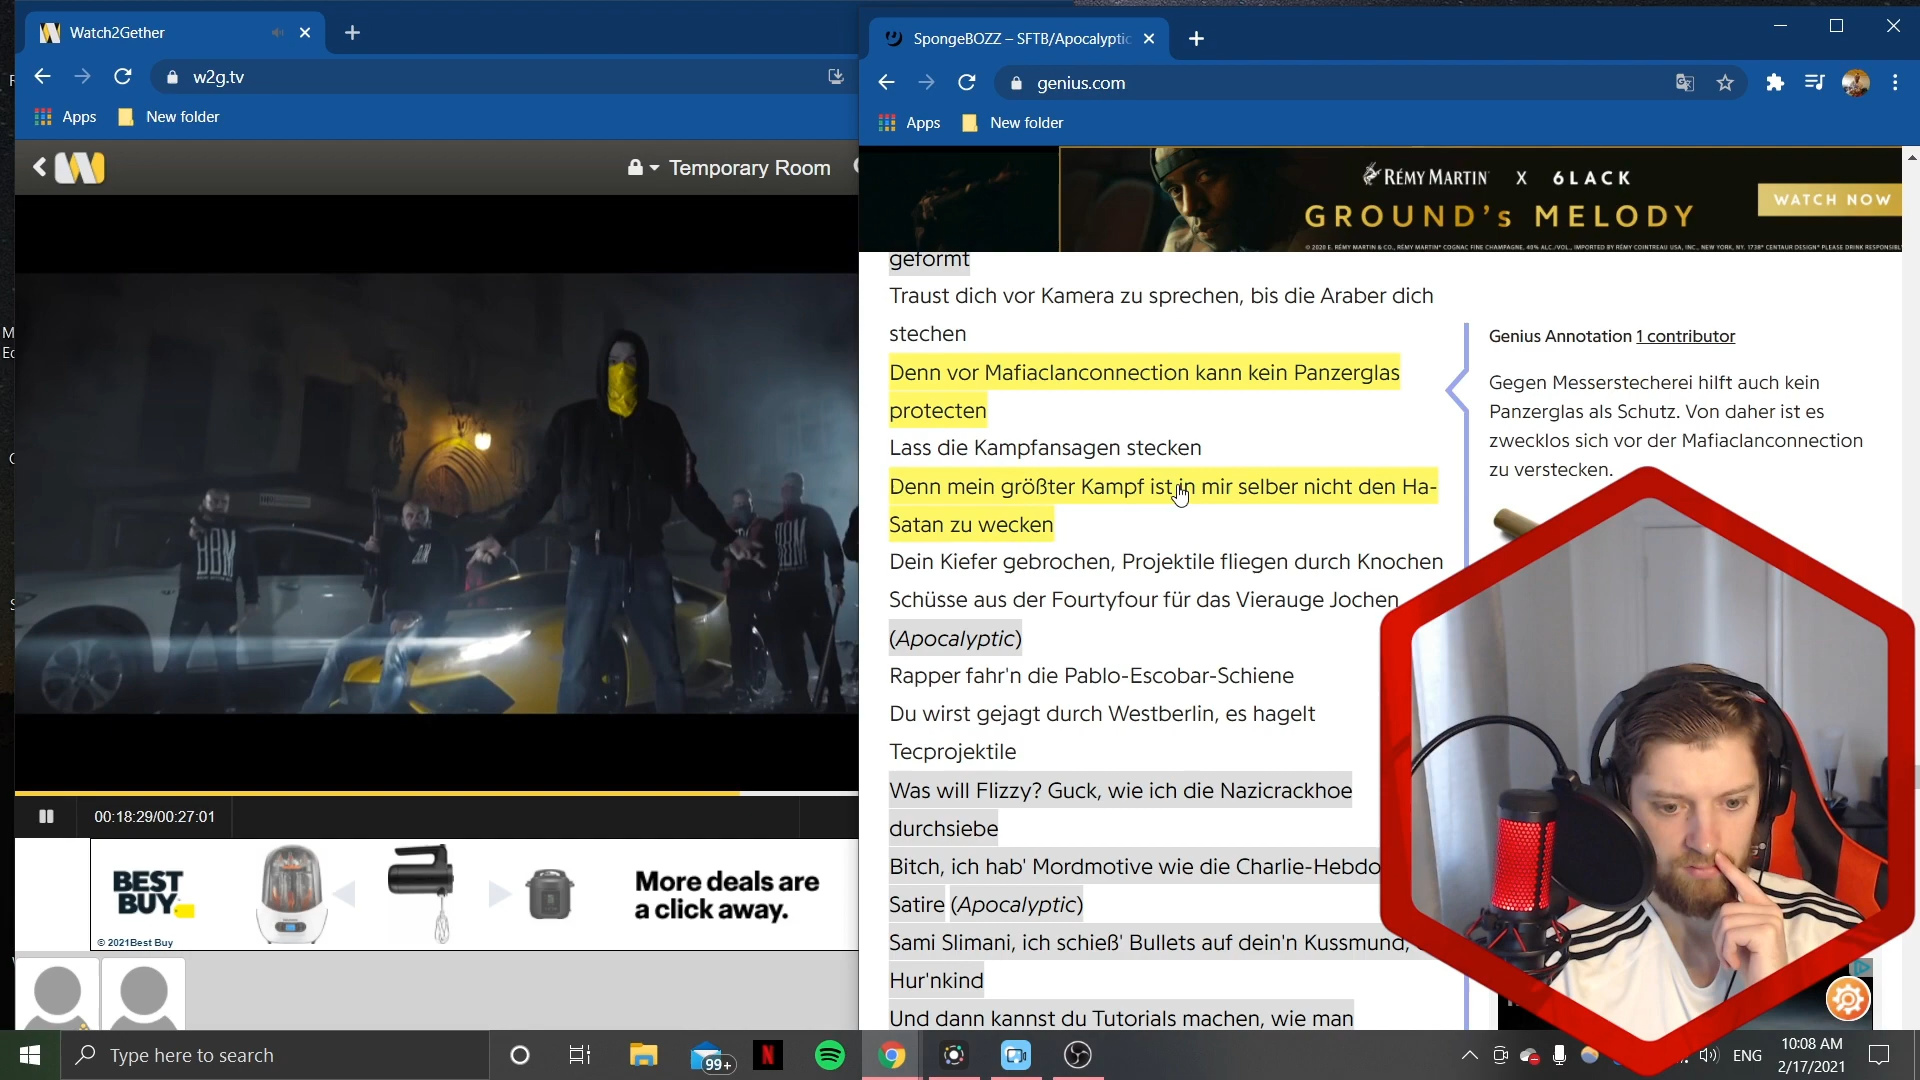 Watch2Gether
w2g.tv
Apps
New folder
Temporary Room
BBM
BBM
00:18:29/00:27:01
BEST
BUY
More deals are
a click away.
© 2021 Best Buy
SpongeBOZZ – SFTB/Apocalyptic
genius.com
Apps
New folder
RÉMY MARTIN X 6LACK
GROUND's MELODY
WATCH NOW
geformt
Traust dich vor Kamera zu sprechen, bis die Araber dich
stechen
Denn vor Mafiaclanconnection kann kein Panzerglas
protecten
Lass die Kampfansagen stecken
Denn mein größter Kampf ist in mir selber nicht den Ha-
Satan zu wecken
Dein Kiefer gebrochen, Projektile fliegen durch Knochen
Schüsse aus der Fourtyfour für das Vierauge Jochen
(Apocalyptic)
Rapper fahr'n die Pablo-Escobar-Schiene
Du wirst gejagt durch Westberlin, es hagelt
Tecprojektile
Was will Flizzy? Guck, wie ich die Nazicrackhoe
durchsiebe
Bitch, ich hab' Mordmotive wie die Charlie-Hebdo
Satire (Apocalyptic)
Sami Slimani, ich schieß' Bullets auf dein'n Kussmund,
Hur'nkind
Und dann kannst du Tutorials machen, wie man
Genius Annotation 1 contributor
Gegen Messerstecherei hilft auch kein
Panzerglas als Schutz. Von daher ist es
zwecklos sich vor der Mafiaclanconnection
zu verstecken.
Type here to search
99+
N
ENG
10:08 AM
2/17/2021